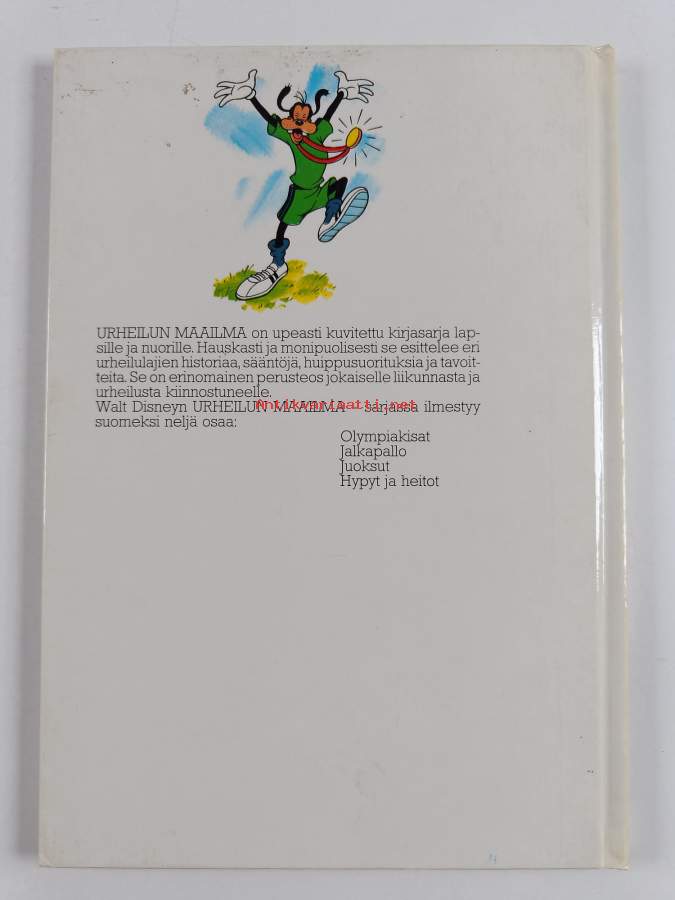 URHEILUN MAAILMA on upeasti kuvitettu kirjasarja lap-
sille ja nuorille. Hauskasti ja monipuolisesti se esittelee eri
urheilulajien historiaa, sääntöjä, huippusuorituksia ja tavoit-
teita. Se on erinomainen perusteos jokaiselle liikunnasta ja
urheilusta kiinnostuneelle.
Walt Disneyn URHEILUN MAAILMA - sarjassa ilmestyy
Antikvariaatti.net
suomeksi neljä osaa:
Olympiakisat
Jalkapallo
Juoksut
Hypyt ja heitot